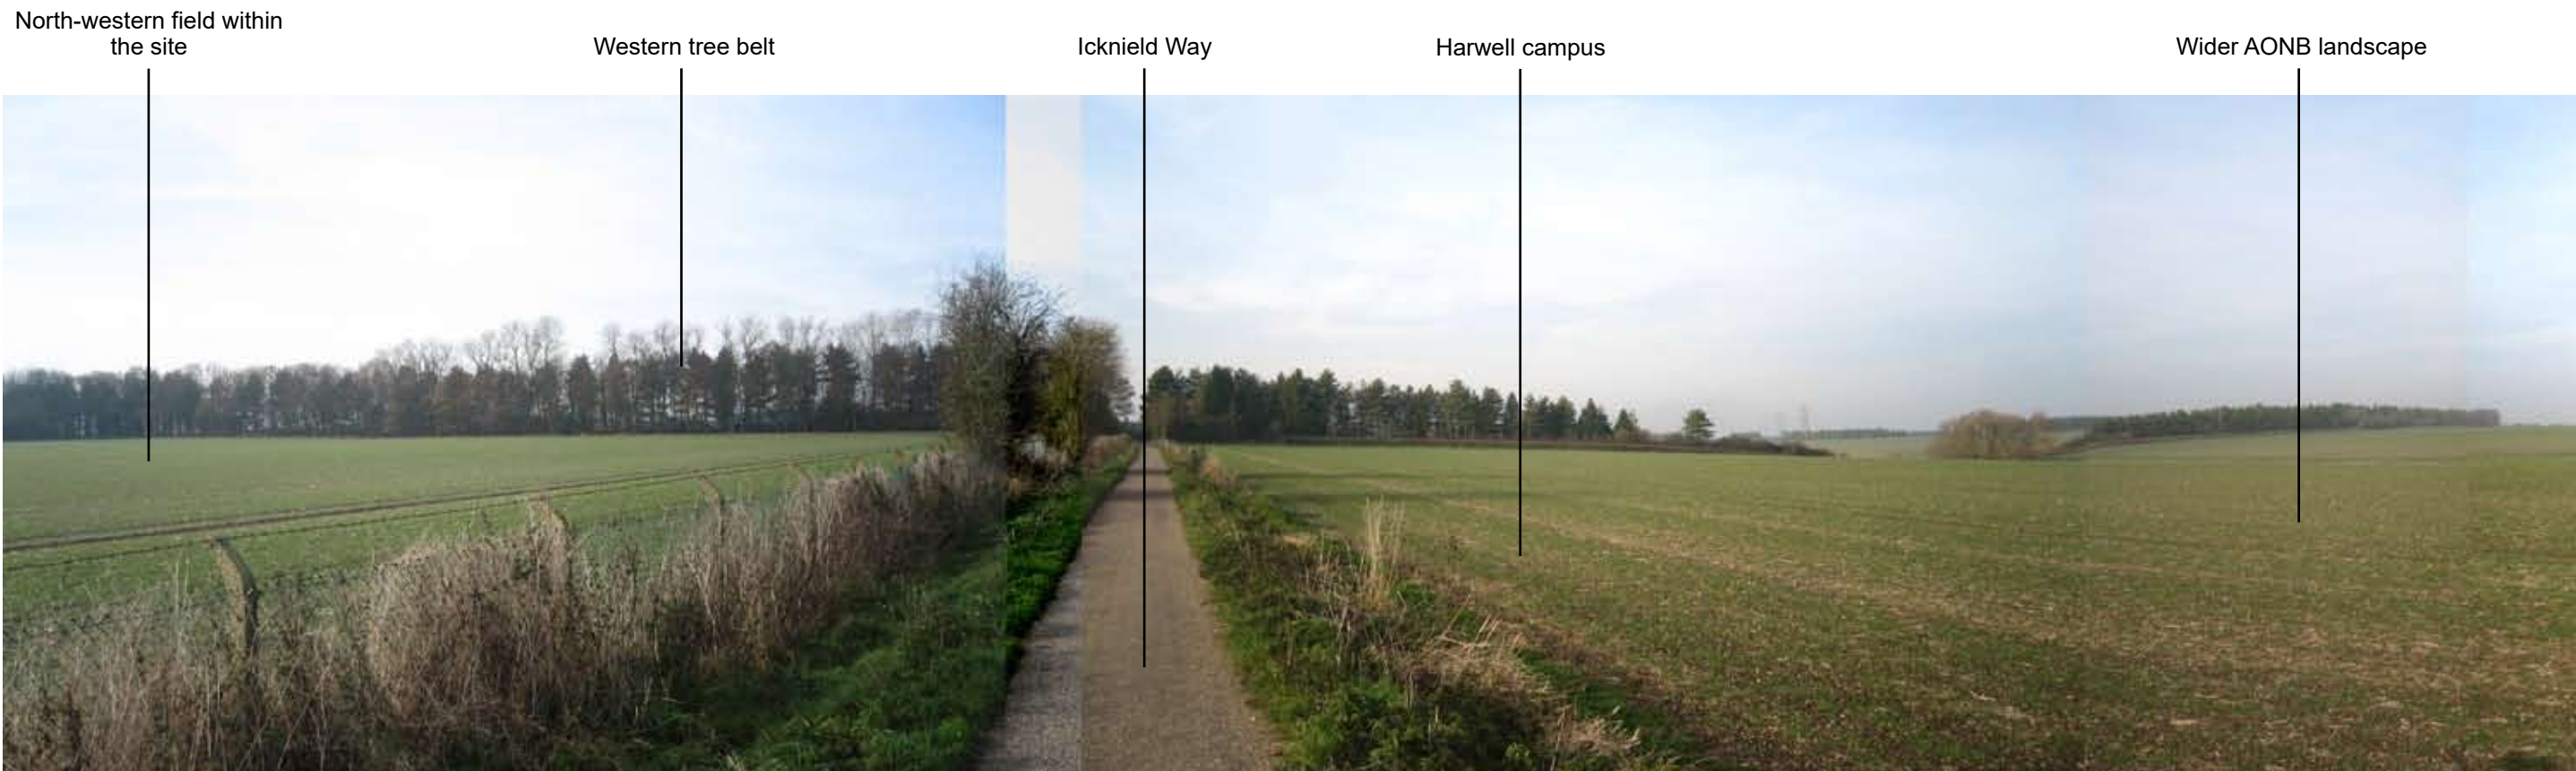 North-western field within
the site
Western tree belt
Icknield Way
Harwell campus
Wider AONB landscape